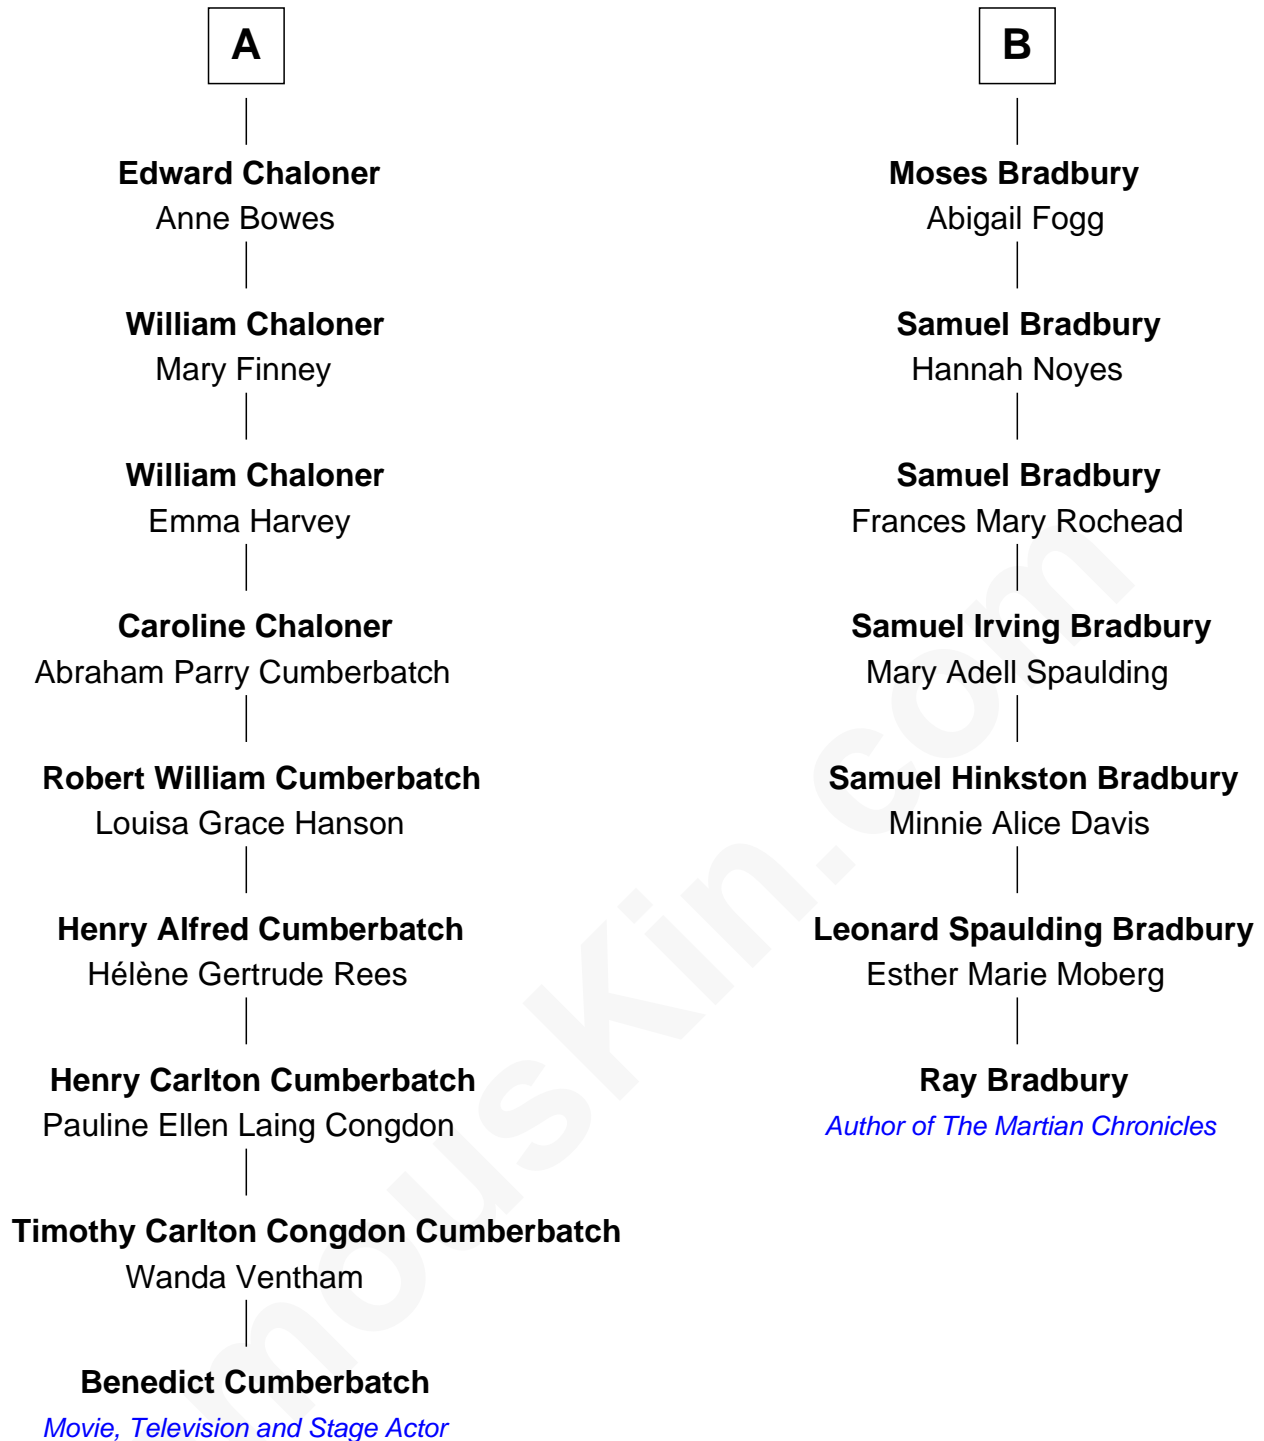 A
Edward Chaloner
Anne Bowes
William Chaloner
Mary Finney
William Chaloner
Emma Harvey
Caroline Chaloner
Abraham Parry Cumberbatch
Robert William Cumberbatch
Louisa Grace Hanson
Henry Alfred Cumberbatch
Hélène Gertrude Rees
Henry Carlton Cumberbatch
Pauline Ellen Laing Congdon
Timothy Carlton Congdon Cumberbatch
Wanda Ventham
Benedict Cumberbatch
Movie, Television and Stage Actor
B
Moses Bradbury
Abigail Fogg
Samuel Bradbury
Hannah Noyes
Samuel Bradbury
Frances Mary Rochead
Samuel Irving Bradbury
Mary Adell Spaulding
Samuel Hinkston Bradbury
Minnie Alice Davis
Leonard Spaulding Bradbury
Esther Marie Moberg
Ray Bradbury
Author of The Martian Chronicles
mousKin.com